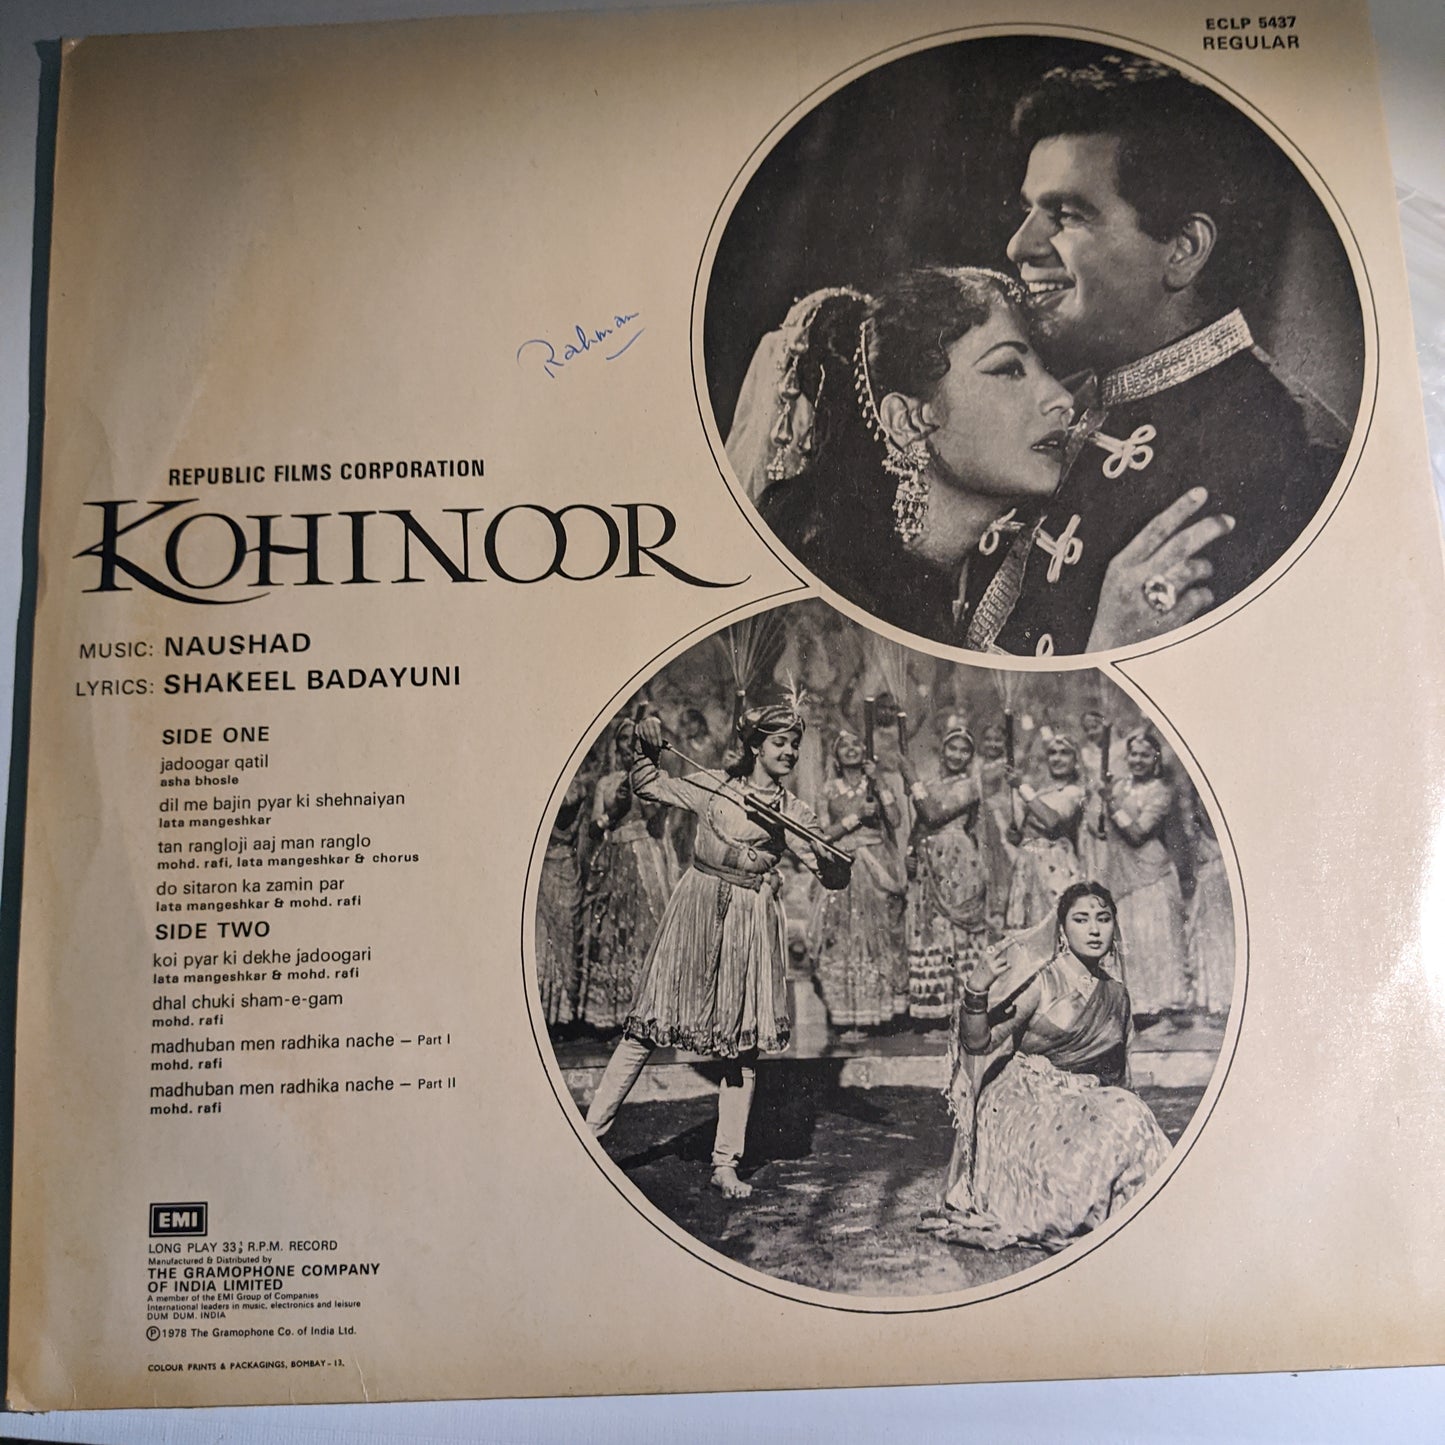 ECLP 5437
REGULAR
Rahman
REPUBLIC FILMS CORPORATION
KOHINOOR
MUSIC: NAUSHAD
LYRICS: SHAKEEL BADAYUNI
SIDE ONE
jadoogar qatil
asha bhosle
dil me bajin pyar ki shehnaiyan
lata mangeshkar
tan rangloji aaj man ranglo
mohd. rafi, lata mangeshkar & chorus
do sitaron ka zamin par
lata mangeshkar & mohd. rafi
SIDE TWO
koi pyar ki dekhe jadoogari
lata mangeshkar & mohd. rafi
dhal chuki sham-e-gam
mohd. rafi
madhuban men radhika nache – Part I
mohd. rafi
madhuban men radhika nache – Part II
mohd. rafi
EMI
LONG PLAY 33⅓ R.P.M. RECORD
Manufactured & Distributed by
THE GRAMOPHONE COMPANY
OF INDIA LIMITED
A member of the EMI Group of Companies
International leaders in music, electronics and leisure
DUM DUM. INDIA
Ⓟ1978 The Gramophone Co. of India Ltd.
COLOUR PRINTS & PACKAGINGS, BOMBAY - 13.